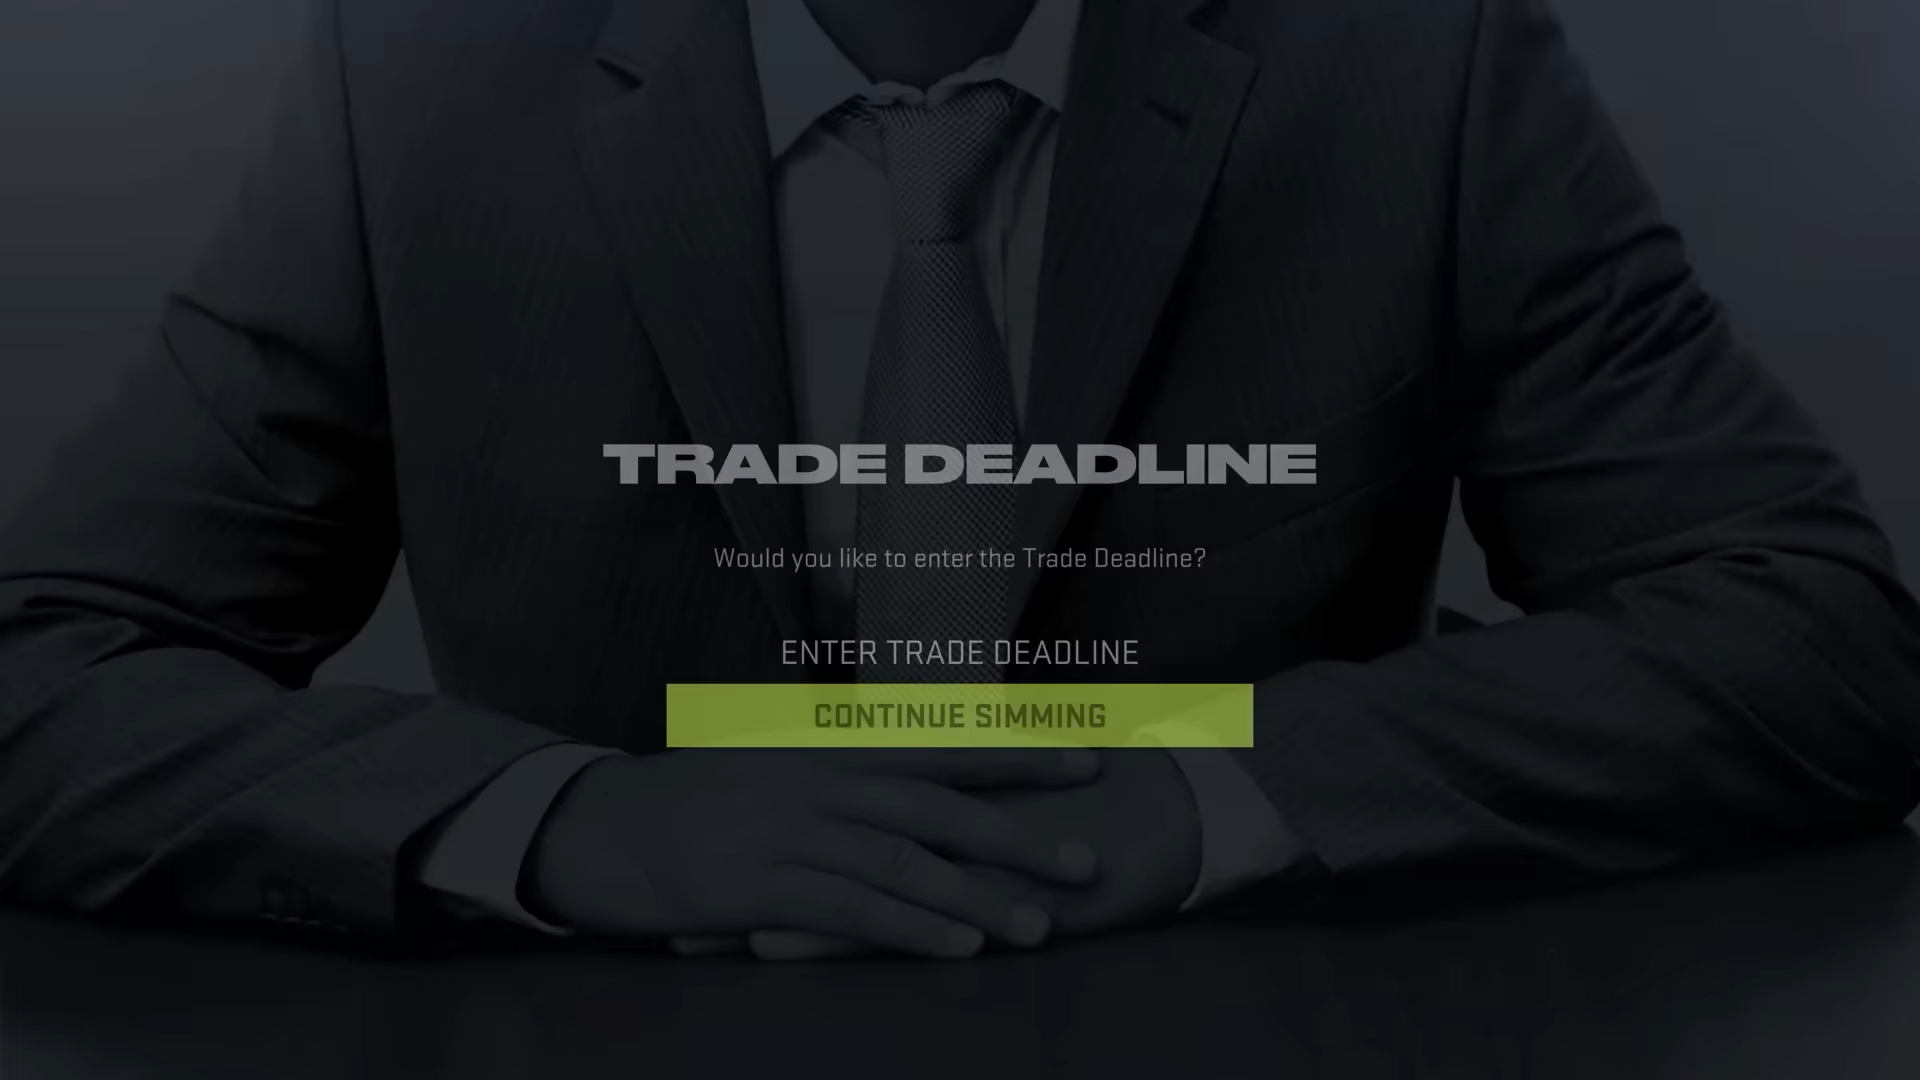 TRADE DEADLINE
Would you like to enter the Trade Deadline?
ENTER TRADE DEADLINE
CONTINUE SIMMING